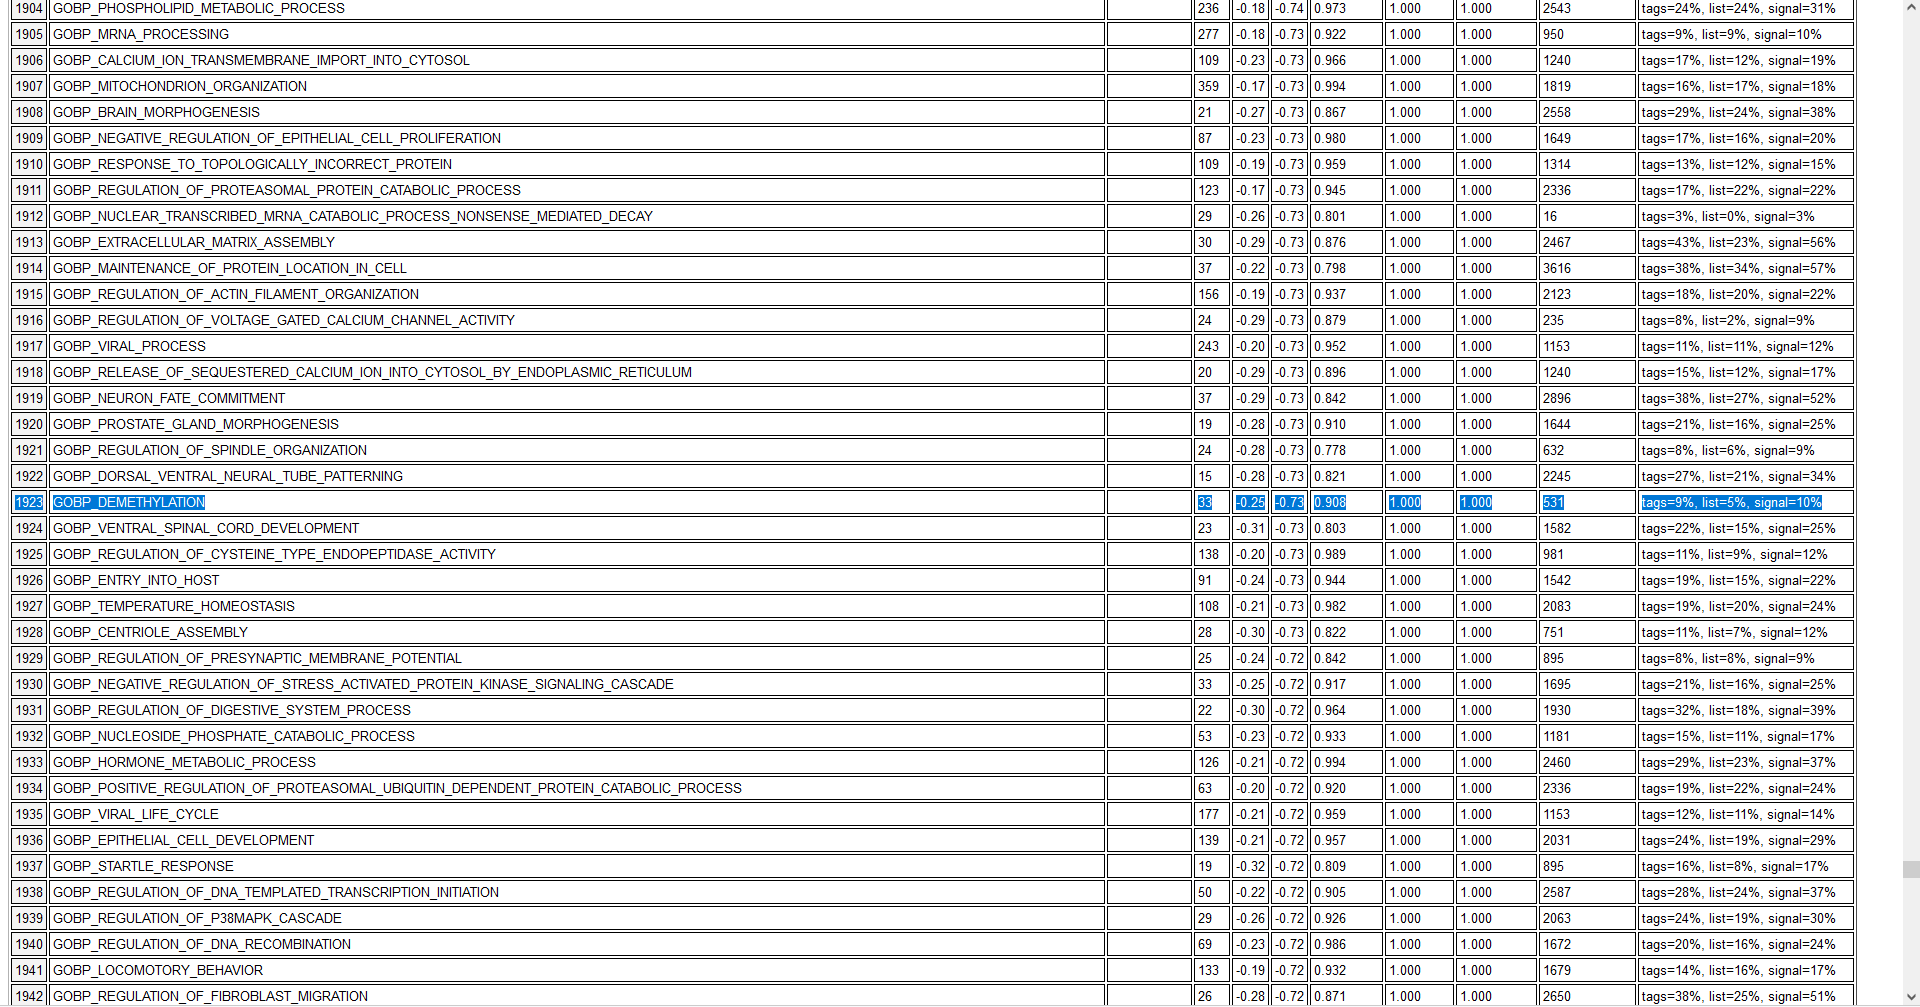 1904 GOBP_PHOSPHOLIPID_METABOLIC_PROCESS 236 -0.18 -0.74 0.973 1.000 1.000 2543 tags=24%, list=24%, signal=31%
1905 GOBP_MRNA_PROCESSING 277 -0.18 -0.73 0.922 1.000 1.000 950 tags=9%, list=9%, signal=10%
1906 GOBP_CALCIUM_ION_TRANSMEMBRANE_IMPORT_INTO_CYTOSOL 109 -0.23 -0.73 0.966 1.000 1.000 1240 tags=17%, list=12%, signal=19%
1907 GOBP_MITOCHONDRION_ORGANIZATION 359 -0.17 -0.73 0.994 1.000 1.000 1819 tags=16%, list=17%, signal=18%
1908 GOBP_BRAIN_MORPHOGENESIS 21 -0.27 -0.73 0.867 1.000 1.000 2558 tags=29%, list=24%, signal=38%
1909 GOBP_NEGATIVE_REGULATION_OF_EPITHELIAL_CELL_PROLIFERATION 87 -0.23 -0.73 0.980 1.000 1.000 1649 tags=17%, list=16%, signal=20%
1910 GOBP_RESPONSE_TO_TOPOLOGICALLY_INCORRECT_PROTEIN 109 -0.19 -0.73 0.959 1.000 1.000 1314 tags=13%, list=12%, signal=15%
1911 GOBP_REGULATION_OF_PROTEASOMAL_PROTEIN_CATABOLIC_PROCESS 123 -0.17 -0.73 0.945 1.000 1.000 2336 tags=17%, list=22%, signal=22%
1912 GOBP_NUCLEAR_TRANSCRIBED_MRNA_CATABOLIC_PROCESS_NONSENSE_MEDIATED_DECAY 29 -0.26 -0.73 0.801 1.000 1.000 16 tags=3%, list=0%, signal=3%
1913 GOBP_EXTRACELLULAR_MATRIX_ASSEMBLY 30 -0.29 -0.73 0.876 1.000 1.000 2467 tags=43%, list=23%, signal=56%
1914 GOBP_MAINTENANCE_OF_PROTEIN_LOCATION_IN_CELL 37 -0.22 -0.73 0.798 1.000 1.000 3616 tags=38%, list=34%, signal=57%
1915 GOBP_REGULATION_OF_ACTIN_FILAMENT_ORGANIZATION 156 -0.19 -0.73 0.937 1.000 1.000 2123 tags=18%, list=20%, signal=22%
1916 GOBP_REGULATION_OF_VOLTAGE_GATED_CALCIUM_CHANNEL_ACTIVITY 24 -0.29 -0.73 0.879 1.000 1.000 235 tags=8%, list=2%, signal=9%
1917 GOBP_VIRAL_PROCESS 243 -0.20 -0.73 0.952 1.000 1.000 1153 tags=11%, list=11%, signal=12%
1918 GOBP_RELEASE_OF_SEQUESTERED_CALCIUM_ION_INTO_CYTOSOL_BY_ENDOPLASMIC_RETICULUM 20 -0.29 -0.73 0.896 1.000 1.000 1240 tags=15%, list=12%, signal=17%
1919 GOBP_NEURON_FATE_COMMITMENT 37 -0.29 -0.73 0.842 1.000 1.000 2896 tags=38%, list=27%, signal=52%
1920 GOBP_PROSTATE_GLAND_MORPHOGENESIS 19 -0.28 -0.73 0.910 1.000 1.000 1644 tags=21%, list=16%, signal=25%
1921 GOBP_REGULATION_OF_SPINDLE_ORGANIZATION 24 -0.28 -0.73 0.778 1.000 1.000 632 tags=8%, list=6%, signal=9%
1922 GOBP_DORSAL_VENTRAL_NEURAL_TUBE_PATTERNING 15 -0.28 -0.73 0.821 1.000 1.000 2245 tags=27%, list=21%, signal=34%
1923 GOBP_DEMETHYLATION 33 -0.25 -0.73 0.908 1.000 1.000 531 tags=9%, list=5%, signal=10%
1924 GOBP_VENTRAL_SPINAL_CORD_DEVELOPMENT 23 -0.31 -0.73 0.803 1.000 1.000 1582 tags=22%, list=15%, signal=25%
1925 GOBP_REGULATION_OF_CYSTEINE_TYPE_ENDOPEPTIDASE_ACTIVITY 138 -0.20 -0.73 0.989 1.000 1.000 981 tags=11%, list=9%, signal=12%
1926 GOBP_ENTRY_INTO_HOST 91 -0.24 -0.73 0.944 1.000 1.000 1542 tags=19%, list=15%, signal=22%
1927 GOBP_TEMPERATURE_HOMEOSTASIS 108 -0.21 -0.73 0.982 1.000 1.000 2083 tags=19%, list=20%, signal=24%
1928 GOBP_CENTRIOLE_ASSEMBLY 28 -0.30 -0.73 0.822 1.000 1.000 751 tags=11%, list=7%, signal=12%
1929 GOBP_REGULATION_OF_PRESYNAPTIC_MEMBRANE_POTENTIAL 25 -0.24 -0.72 0.842 1.000 1.000 895 tags=8%, list=8%, signal=9%
1930 GOBP_NEGATIVE_REGULATION_OF_STRESS_ACTIVATED_PROTEIN_KINASE_SIGNALING_CASCADE 33 -0.25 -0.72 0.917 1.000 1.000 1695 tags=21%, list=16%, signal=25%
1931 GOBP_REGULATION_OF_DIGESTIVE_SYSTEM_PROCESS 22 -0.30 -0.72 0.964 1.000 1.000 1930 tags=32%, list=18%, signal=39%
1932 GOBP_NUCLEOSIDE_PHOSPHATE_CATABOLIC_PROCESS 53 -0.23 -0.72 0.933 1.000 1.000 1181 tags=15%, list=11%, signal=17%
1933 GOBP_HORMONE_METABOLIC_PROCESS 126 -0.21 -0.72 0.994 1.000 1.000 2460 tags=29%, list=23%, signal=37%
1934 GOBP_POSITIVE_REGULATION_OF_PROTEASOMAL_UBIQUITIN_DEPENDENT_PROTEIN_CATABOLIC_PROCESS 63 -0.20 -0.72 0.920 1.000 1.000 2336 tags=19%, list=22%, signal=24%
1935 GOBP_VIRAL_LIFE_CYCLE 177 -0.21 -0.72 0.959 1.000 1.000 1153 tags=12%, list=11%, signal=14%
1936 GOBP_EPITHELIAL_CELL_DEVELOPMENT 139 -0.21 -0.72 0.957 1.000 1.000 2031 tags=24%, list=19%, signal=29%
1937 GOBP_STARTLE_RESPONSE 19 -0.32 -0.72 0.809 1.000 1.000 895 tags=16%, list=8%, signal=17%
1938 GOBP_REGULATION_OF_DNA_TEMPLATED_TRANSCRIPTION_INITIATION 50 -0.22 -0.72 0.905 1.000 1.000 2587 tags=28%, list=24%, signal=37%
1939 GOBP_REGULATION_OF_P38MAPK_CASCADE 29 -0.26 -0.72 0.926 1.000 1.000 2063 tags=24%, list=19%, signal=30%
1940 GOBP_REGULATION_OF_DNA_RECOMBINATION 69 -0.23 -0.72 0.986 1.000 1.000 1672 tags=20%, list=16%, signal=24%
1941 GOBP_LOCOMOTORY_BEHAVIOR 133 -0.19 -0.72 0.932 1.000 1.000 1679 tags=14%, list=16%, signal=17%
1942 GOBP_REGULATION_OF_FIBROBLAST_MIGRATION 26 -0.28 -0.72 0.871 1.000 1.000 2650 tags=38%, list=25%, signal=51%